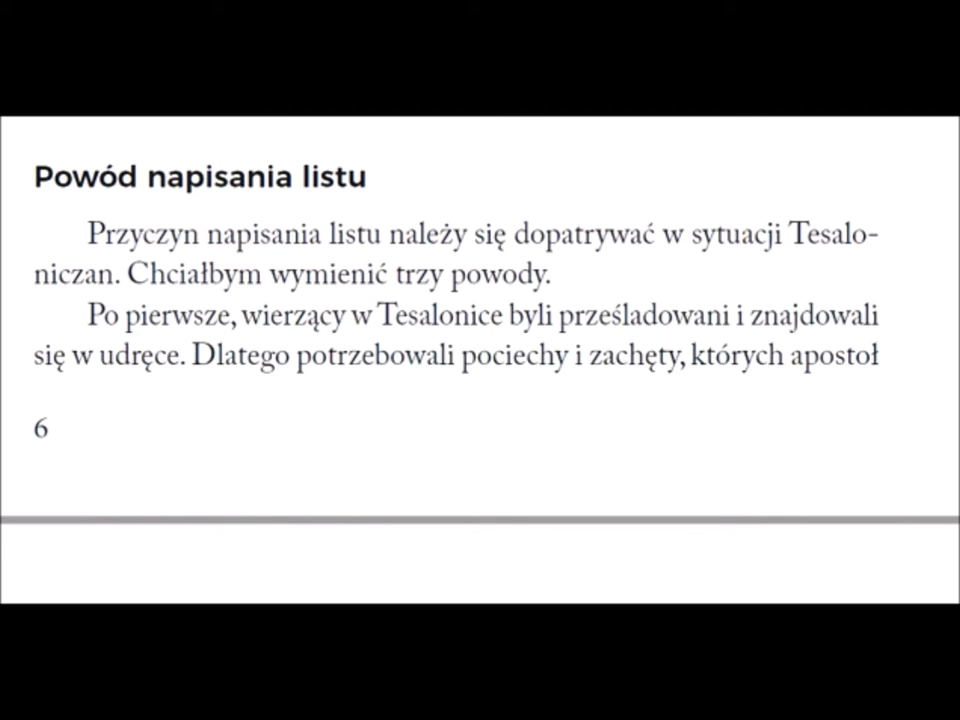 Powód napisania listu
Przyczyn napisania listu należy się dopatrywać w sytuacji Tesalo-
niczan. Chciałbym wymienić trzy powody.
Po pierwsze, wierzący w Tesalonice byli prześladowani i znajdowali
się w udręce. Dlatego potrzebowali pociechy i zachęty, których apostoł
6